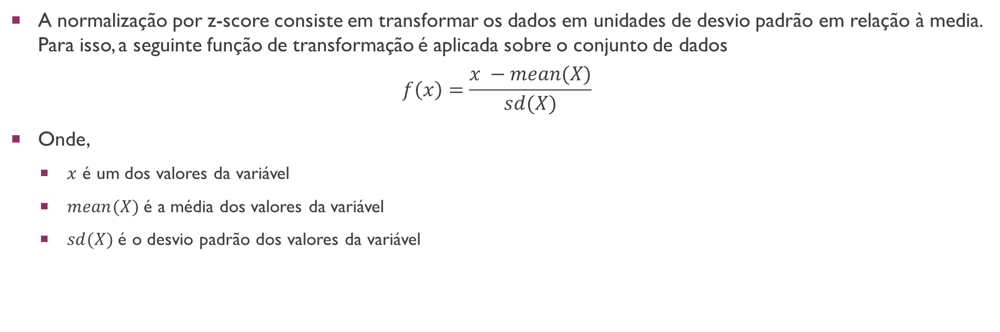 A normalização por z-score consiste em transformar os dados em unidades de desvio padrão em relação à media.
Para isso, a seguinte função de transformação é aplicada sobre o conjunto de dados
f(x) = (x − mean(X)) / sd(X)
Onde,
x é um dos valores da variável
mean(X) é a média dos valores da variável
sd(X) é o desvio padrão dos valores da variável